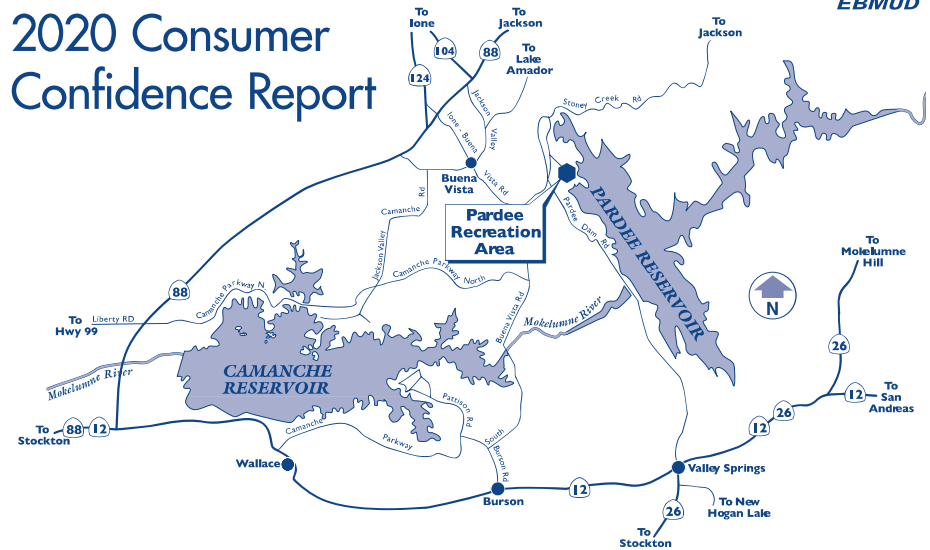 EBMUD
2020 Consumer
Confidence Report
To
Ione
To
Jackson
104
88
124
To
Lake
Amador
To
Jackson
Stoney Creek Rd
Jackson
Valley
Ione - Buena
Vista Rd
Buena
Vista
Camanche
Rd
Jackson Valley
Pardee
Recreation
Area
Pardee Dam Rd
PARDEE RESERVOIR
To
Mokelumne
Hill
N
Camanche Parkway North
Camanche Parkway N
88
To
Hwy 99
Liberty RD
Buena Vista Rd
Mokelumne River
26
Mokelumne River
CAMANCHE
RESERVOIR
12
To
San
Andreas
Pattison Rd
26
12
To
Stockton
88
12
Camanche
Parkway
South
Burson Rd
Wallace
Valley Springs
Burson
12
26
To New
Hogan Lake
To
Stockton